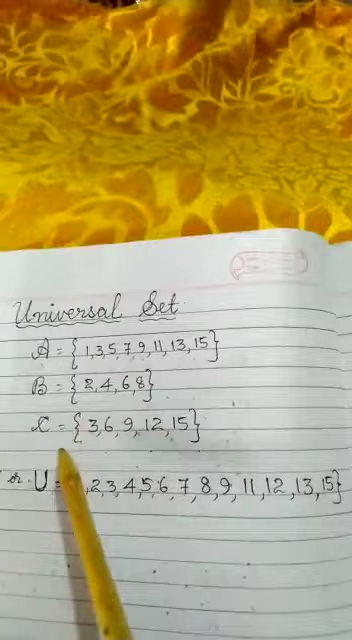 Universal Set
A = {1,3,5,7,9,11,13,15}
B = {2,4,6,8}
C = {3,6,9,12,15}
or. U = ,2,3,4,5,6,7,8,9,11,12,13,15}